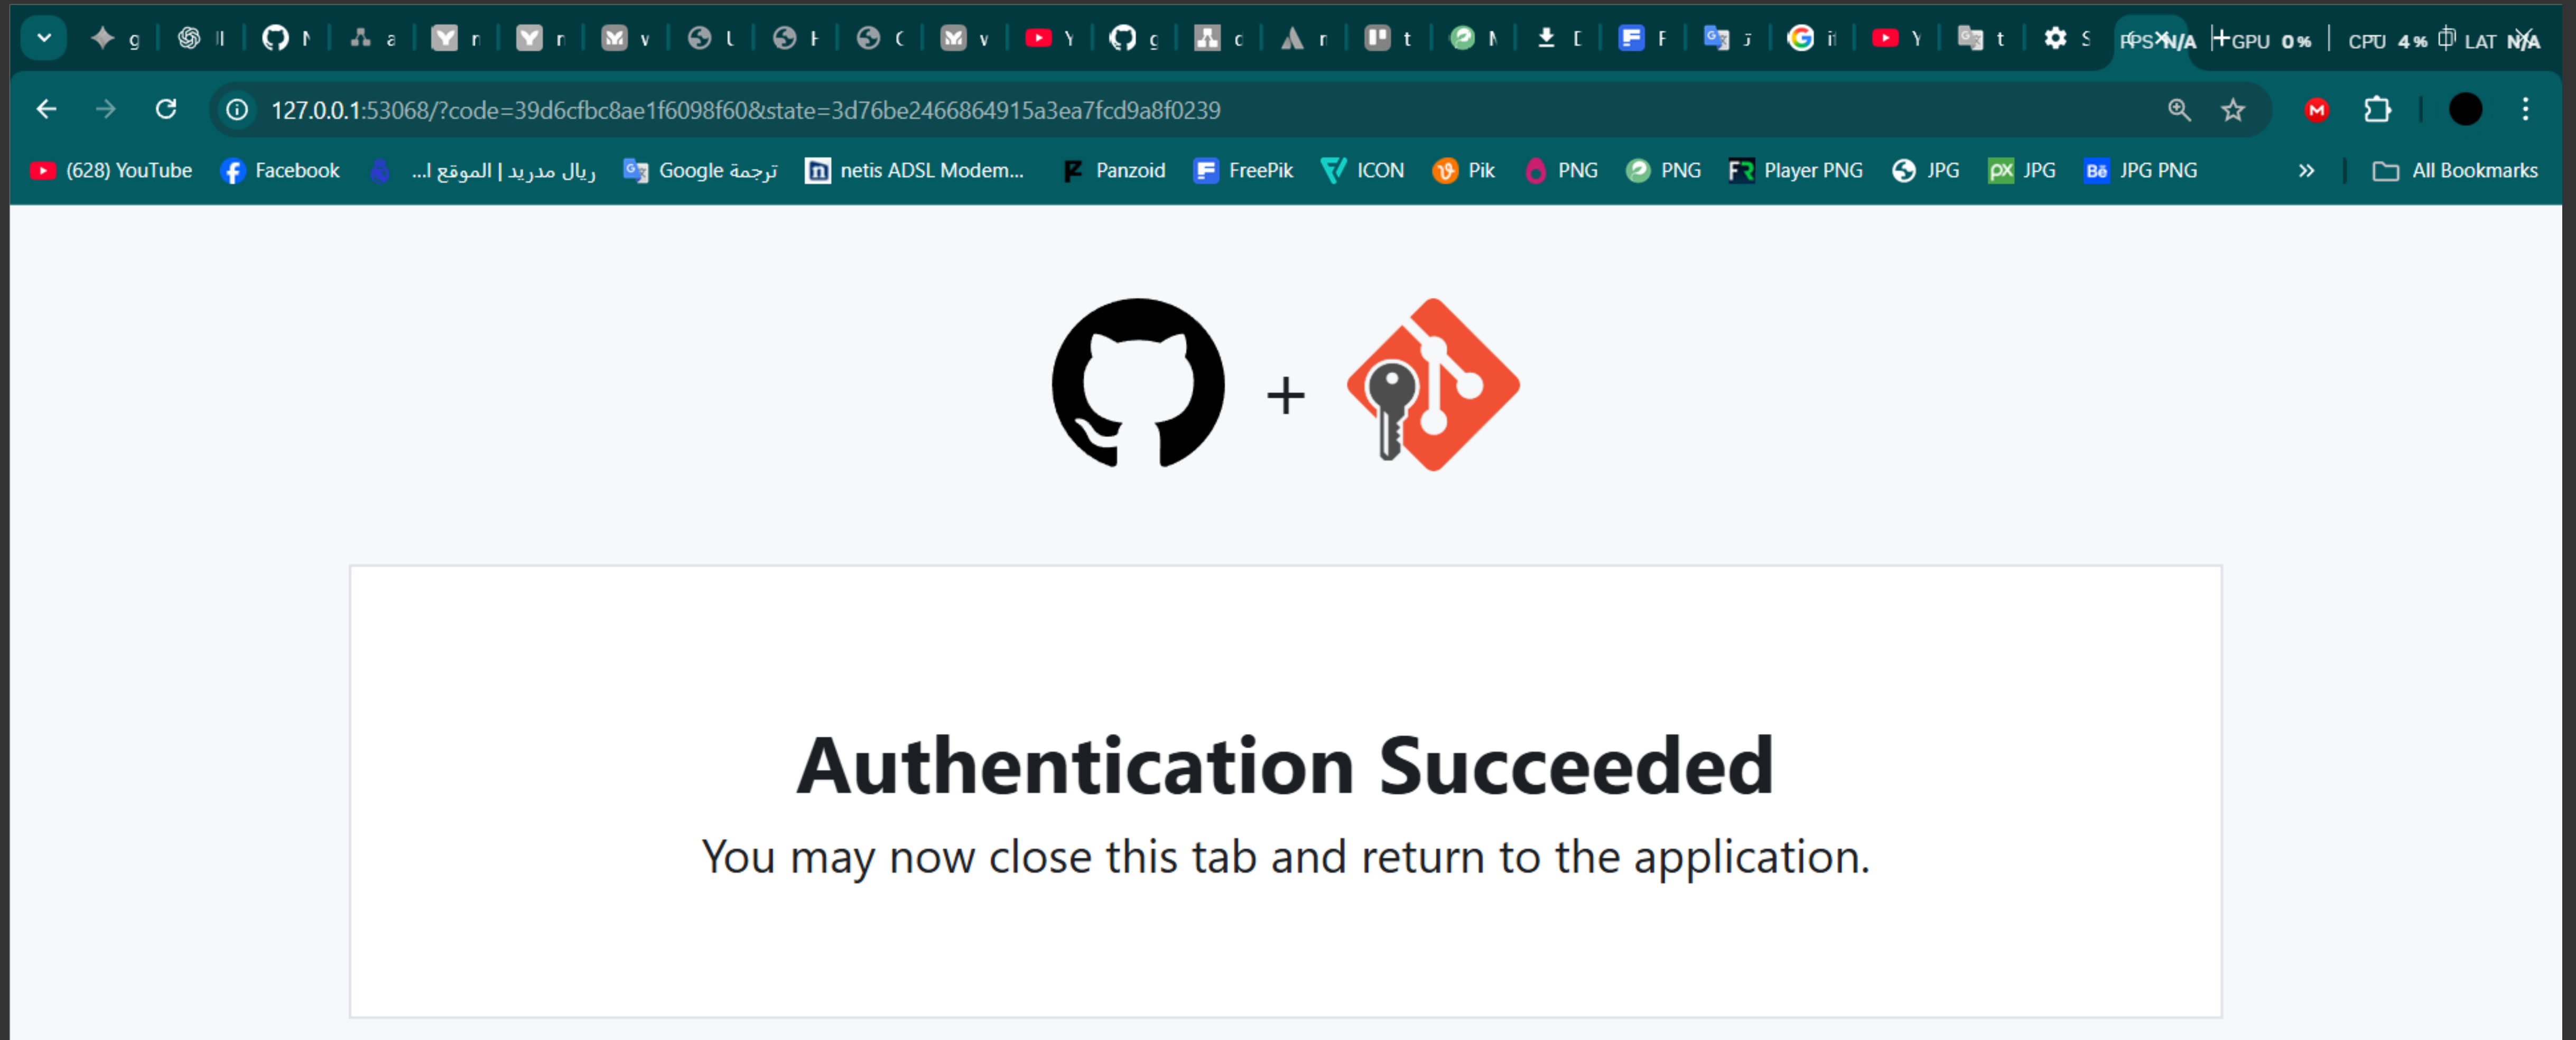 FPS N/A GPU 0% CPU 4% LAT N/A
127.0.0.1:53068/?code=39d6cfbc8ae1f6098f60&state=3d76be2466864915a3ea7fcd9a8f0239
(628) YouTube Facebook ريال مدريد | الموقع ا... ترجمة Google netis ADSL Modem... Panzoid FreePik ICON Pik PNG PNG Player PNG JPG JPG JPG PNG » All Bookmarks
+
Authentication Succeeded
You may now close this tab and return to the application.